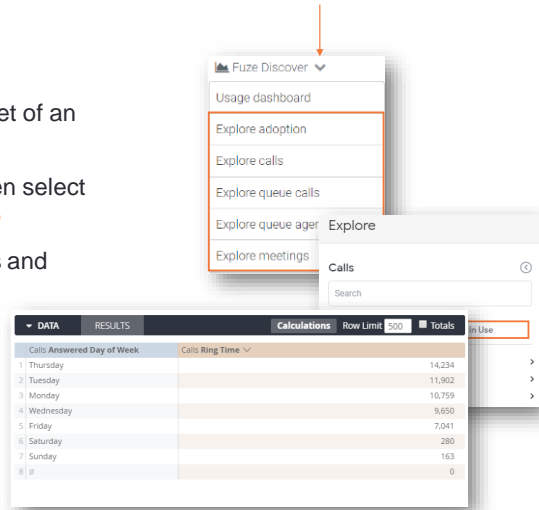 et of an
en select
s and
Fuze Discover
Usage dashboard
Explore adoption
Explore calls
Explore queue calls
Explore queue
Explore meetings
Explore
Calls
Search
In Use
DATA RESULTS Calculations Row Limit 500 Totals
Calls Answered Day of Week Calls Ring Time
1 Thursday 14,234
2 Tuesday 11,902
3 Monday 10,759
4 Wednesday 9,650
5 Friday 7,041
6 Saturday 280
7 Sunday 163
8 ø 0